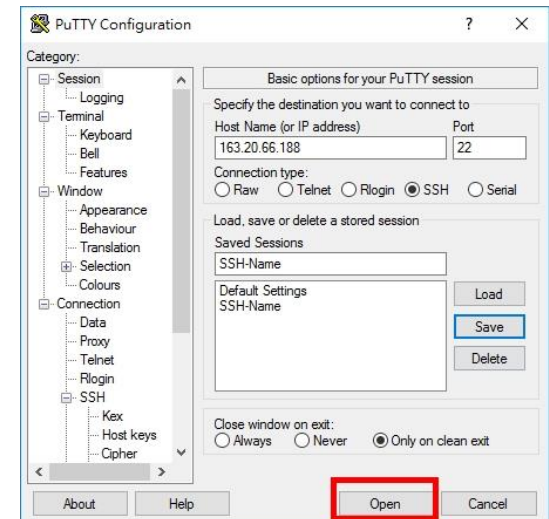 PuTTY Configuration
?
Category:
Session
Logging
Terminal
Keyboard
Bell
Features
Window
Appearance
Behaviour
Translation
Selection
Colours
Connection
Data
Proxy
Telnet
Rlogin
SSH
Kex
Host keys
Cipher
Basic options for your PuTTY session
Specify the destination you want to connect to
Host Name (or IP address) Port
163.20.66.188 22
Connection type:
Raw Telnet Rlogin SSH Serial
Load, save or delete a stored session
Saved Sessions
SSH-Name
Default Settings
SSH-Name
Load
Save
Delete
Close window on exit:
Always Never Only on clean exit
About Help Open Cancel